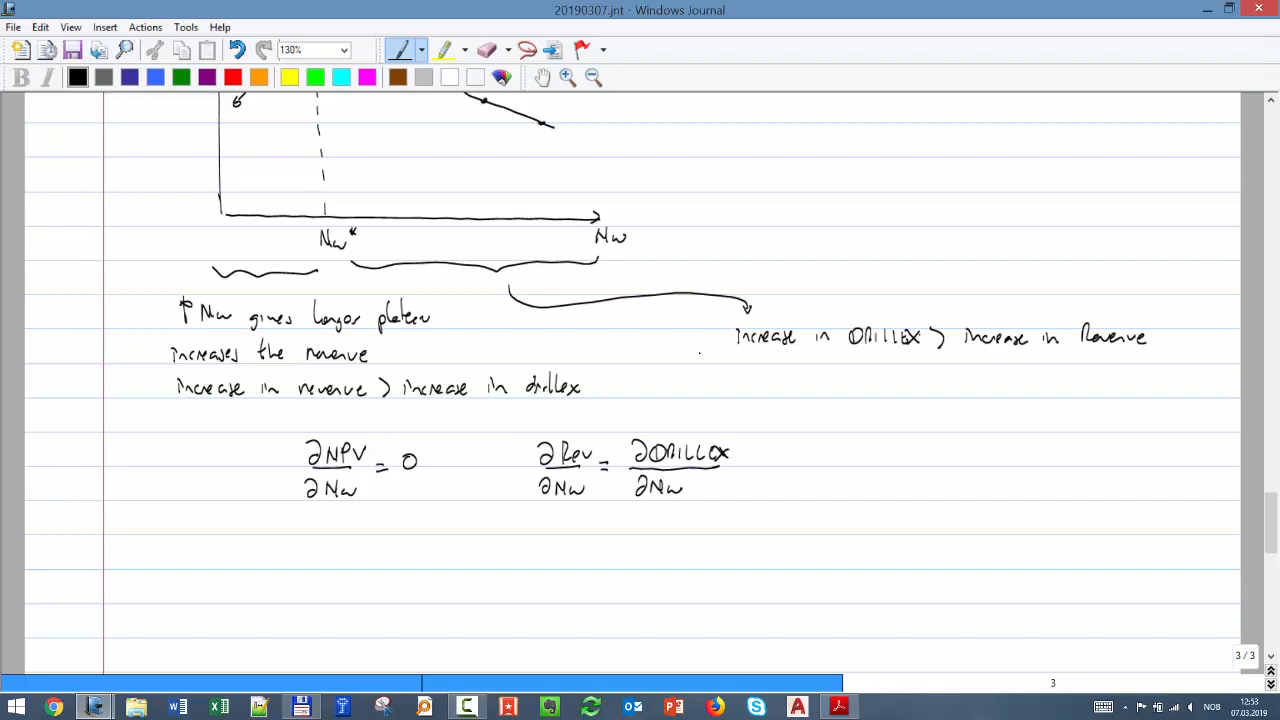 20190307.jnt - Windows Journal
File Edit View Insert Actions Tools Help
130%
B I
6
Nw* Nw
↑ Nw gives longer plateau
Increase in DRILLEX > increase in Revenue
Increases the revenue
increase in revenue > increase in drillex
∂NPV/∂Nw = 0 ∂Rev/∂Nw = ∂DRILLEX/∂Nw
3 / 3
3
NOB
12:53
07.03.2019